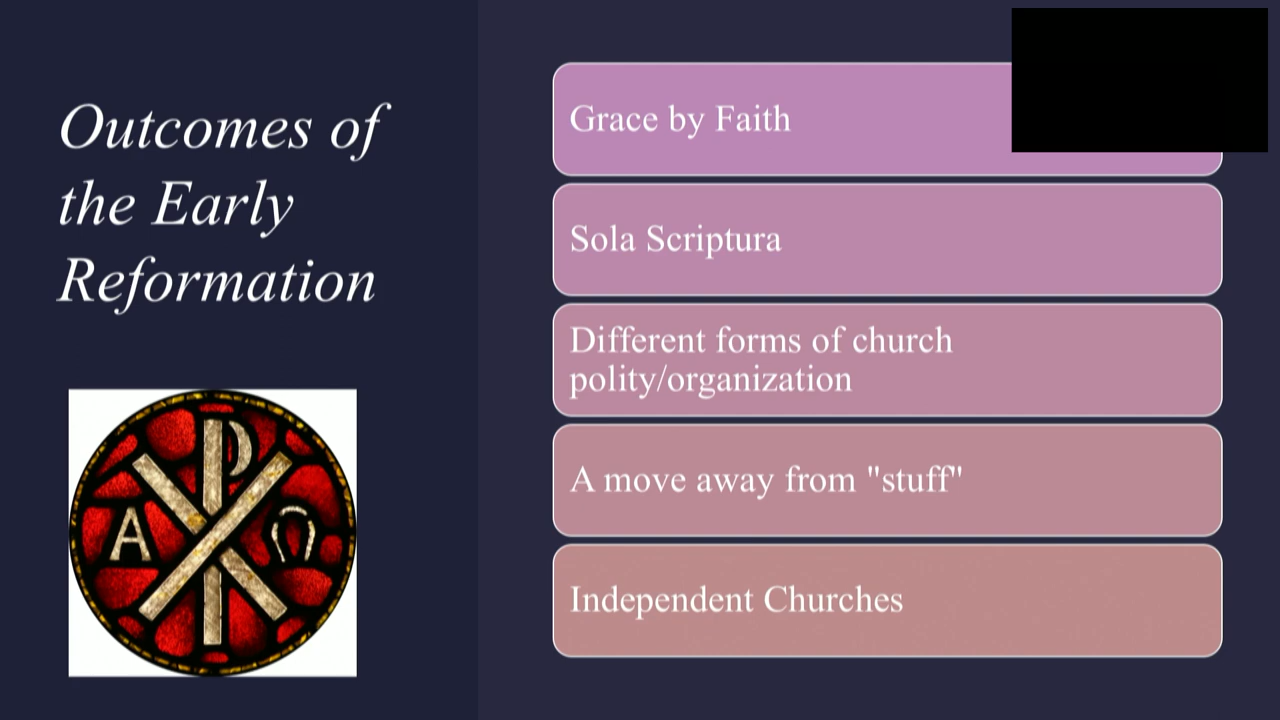 Outcomes of
the Early
Reformation
Grace by Faith
Sola Scriptura
Different forms of church
polity/organization
A move away from "stuff"
Independent Churches
A
Ω